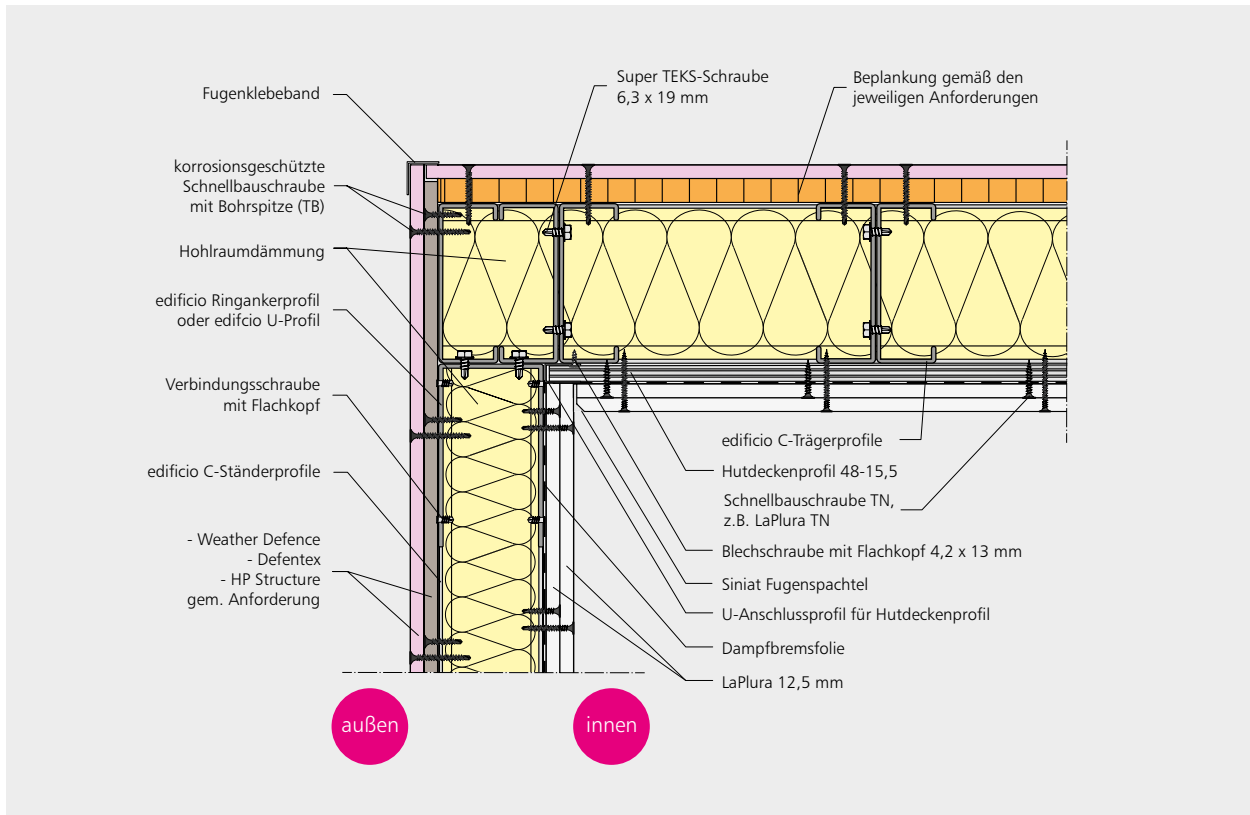 Fugenklebeband
korrosionsgeschützte
Schnellbauschraube
mit Bohrspitze (TB)
Hohlraumdämmung
edificio Ringankerprofil
oder edifcio U-Profil
Verbindungsschraube
mit Flachkopf
edificio C-Ständerprofile
- Weather Defence
- Defentex
- HP Structure
gem. Anforderung
Super TEKS-Schraube
6,3 x 19 mm
Beplankung gemäß den
jeweiligen Anforderungen
edificio C-Trägerprofile
Hutdeckenprofil 48-15,5
Schnellbauschraube TN,
z.B. LaPlura TN
Blechschraube mit Flachkopf 4,2 x 13 mm
Siniat Fugenspachtel
U-Anschlussprofil für Hutdeckenprofil
Dampfbremsfolie
LaPlura 12,5 mm
außen
innen